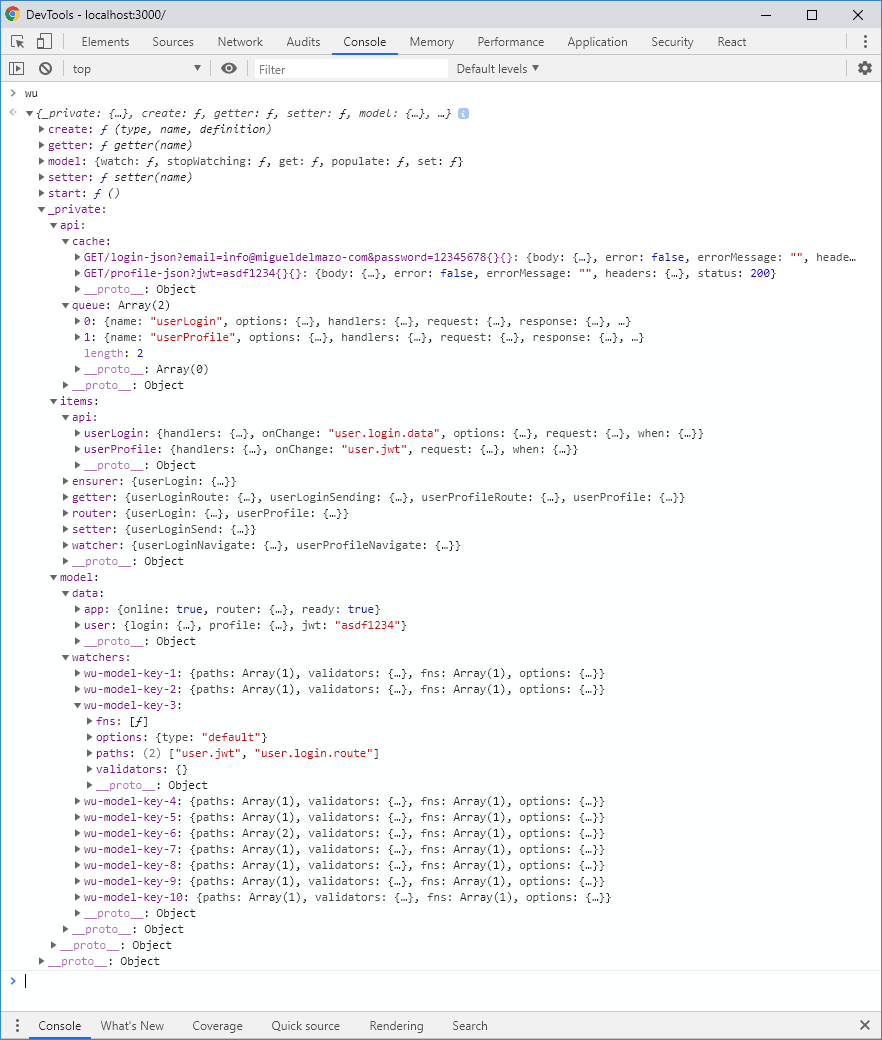 DevTools - localhost:3000/
Elements Sources Network Audits Console Memory Performance Application Security React
top Filter Default levels
wu
{_private: {…}, create: ƒ, getter: ƒ, setter: ƒ, model: {…}, …}
create: ƒ (type, name, definition)
getter: ƒ getter(name)
model: {watch: ƒ, stopWatching: ƒ, get: ƒ, populate: ƒ, set: ƒ}
setter: ƒ setter(name)
start: ƒ ()
_private:
api:
cache:
GET/login-json?email=info@migueldelmazo-com&password=12345678{}{}: {body: {…}, error: false, errorMessage: "", heade…
GET/profile-json?jwt=asdf1234{}{}: {body: {…}, error: false, errorMessage: "", headers: {…}, status: 200}
__proto__: Object
queue: Array(2)
0: {name: "userLogin", options: {…}, handlers: {…}, request: {…}, response: {…}, …}
1: {name: "userProfile", options: {…}, handlers: {…}, request: {…}, response: {…}, …}
length: 2
__proto__: Array(0)
__proto__: Object
items:
api:
userLogin: {handlers: {…}, onChange: "user.login.data", options: {…}, request: {…}, when: {…}}
userProfile: {handlers: {…}, onChange: "user.jwt", request: {…}, when: {…}}
__proto__: Object
ensurer: {userLogin: {…}}
getter: {userLoginRoute: {…}, userLoginSending: {…}, userProfileRoute: {…}, userProfile: {…}}
router: {userLogin: {…}, userProfile: {…}}
setter: {userLoginSend: {…}}
watcher: {userLoginNavigate: {…}, userProfileNavigate: {…}}
__proto__: Object
model:
data:
app: {online: true, router: {…}, ready: true}
user: {login: {…}, profile: {…}, jwt: "asdf1234"}
__proto__: Object
watchers:
wu-model-key-1: {paths: Array(1), validators: {…}, fns: Array(1), options: {…}}
wu-model-key-2: {paths: Array(1), validators: {…}, fns: Array(1), options: {…}}
wu-model-key-3:
fns: [ƒ]
options: {type: "default"}
paths: (2) ["user.jwt", "user.login.route"]
validators: {}
__proto__: Object
wu-model-key-4: {paths: Array(1), validators: {…}, fns: Array(1), options: {…}}
wu-model-key-5: {paths: Array(1), validators: {…}, fns: Array(1), options: {…}}
wu-model-key-6: {paths: Array(2), validators: {…}, fns: Array(1), options: {…}}
wu-model-key-7: {paths: Array(1), validators: {…}, fns: Array(1), options: {…}}
wu-model-key-8: {paths: Array(1), validators: {…}, fns: Array(1), options: {…}}
wu-model-key-9: {paths: Array(1), validators: {…}, fns: Array(1), options: {…}}
wu-model-key-10: {paths: Array(1), validators: {…}, fns: Array(1), options: {…}}
__proto__: Object
__proto__: Object
__proto__: Object
__proto__: Object
Console What's New Coverage Quick source Rendering Search